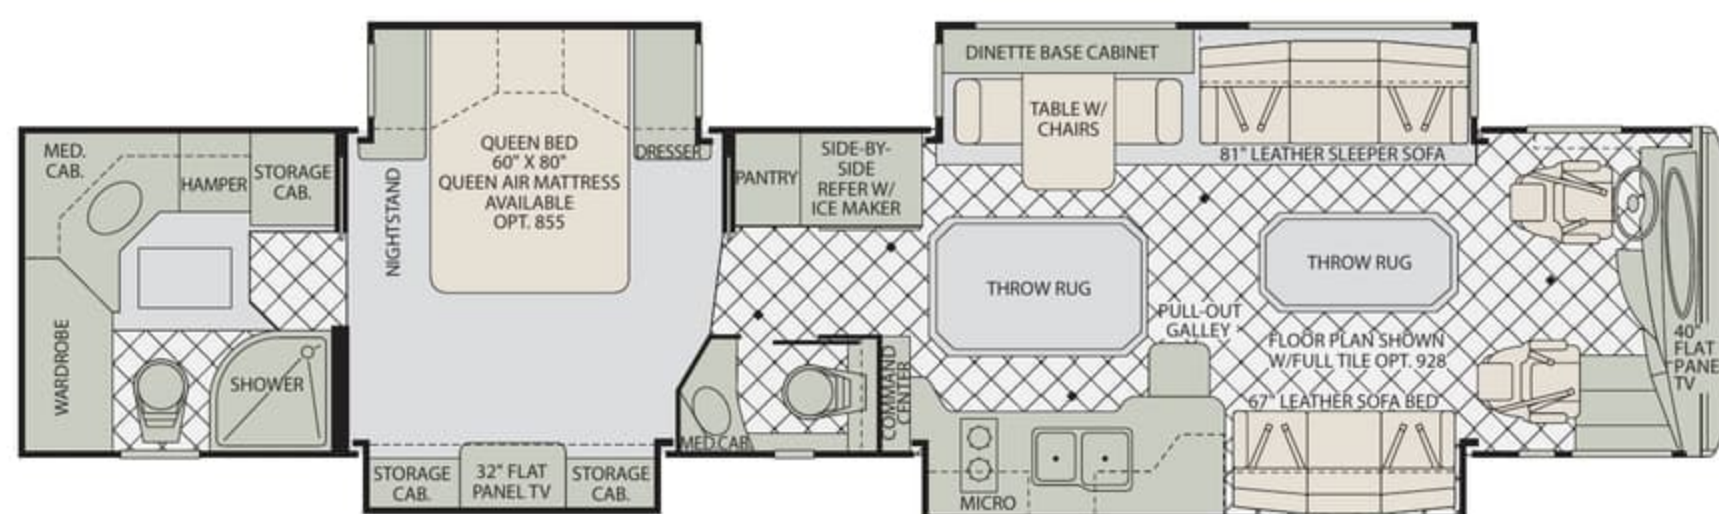 MED.
CAB.
HAMPER
STORAGE
CAB.
WARDROBE
SHOWER
NIGHTSTAND
QUEEN BED
60" X 80"
QUEEN AIR MATTRESS
AVAILABLE
OPT. 855
DRESSER
STORAGE
CAB.
32" FLAT
PANEL TV
STORAGE
CAB.
PANTRY
SIDE-BY-
SIDE
REFER W/
ICE MAKER
MED.CAB.
COMMAND
CENTER
DINETTE BASE CABINET
TABLE W/
CHAIRS
81" LEATHER SLEEPER SOFA
THROW RUG
THROW RUG
PULL-OUT
GALLEY
FLOOR PLAN SHOWN
W/FULL TILE OPT. 928
67" LEATHER SOFA BED
MICRO
40"
FLAT
PANE
TV